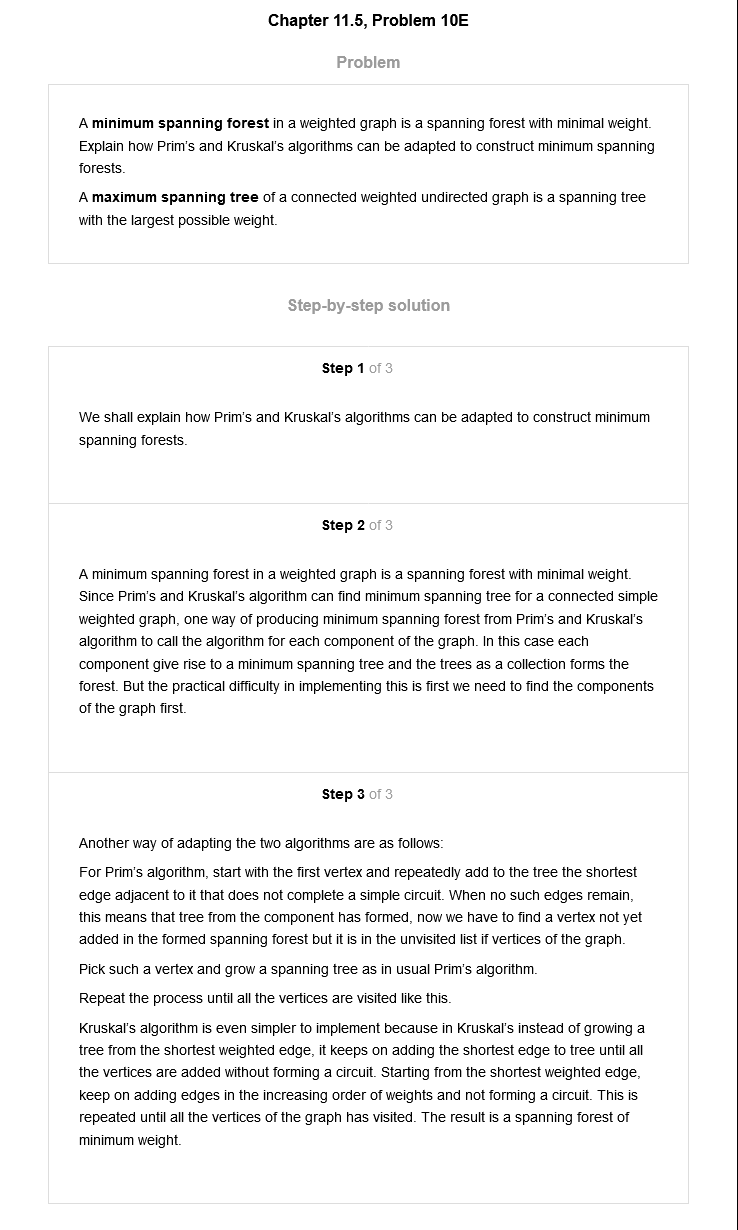 Chapter 11.5, Problem 10E
Problem
A minimum spanning forest in a weighted graph is a spanning forest with minimal weight.
Explain how Prim's and Kruskal's algorithms can be adapted to construct minimum spanning
forests.
A maximum spanning tree of a connected weighted undirected graph is a spanning tree
with the largest possible weight.
Step-by-step solution
Step 1 of 3
We shall explain how Prim's and Kruskal's algorithms can be adapted to construct minimum
spanning forests.
Step 2 of 3
A minimum spanning forest in a weighted graph is a spanning forest with minimal weight.
Since Prim's and Kruskal's algorithm can find minimum spanning tree for a connected simple
weighted graph, one way of producing minimum spanning forest from Prim's and Kruskal's
algorithm to call the algorithm for each component of the graph. In this case each
component give rise to a minimum spanning tree and the trees as a collection forms the
forest. But the practical difficulty in implementing this is first we need to find the components
of the graph first.
Step 3 of 3
Another way of adapting the two algorithms are as follows:
For Prim's algorithm, start with the first vertex and repeatedly add to the tree the shortest
edge adjacent to it that does not complete a simple circuit. When no such edges remain,
this means that tree from the component has formed, now we have to find a vertex not yet
added in the formed spanning forest but it is in the unvisited list if vertices of the graph.
Pick such a vertex and grow a spanning tree as in usual Prim's algorithm.
Repeat the process until all the vertices are visited like this.
Kruskal's algorithm is even simpler to implement because in Kruskal's instead of growing a
tree from the shortest weighted edge, it keeps on adding the shortest edge to tree until all
the vertices are added without forming a circuit. Starting from the shortest weighted edge,
keep on adding edges in the increasing order of weights and not forming a circuit. This is
repeated until all the vertices of the graph has visited. The result is a spanning forest of
minimum weight.